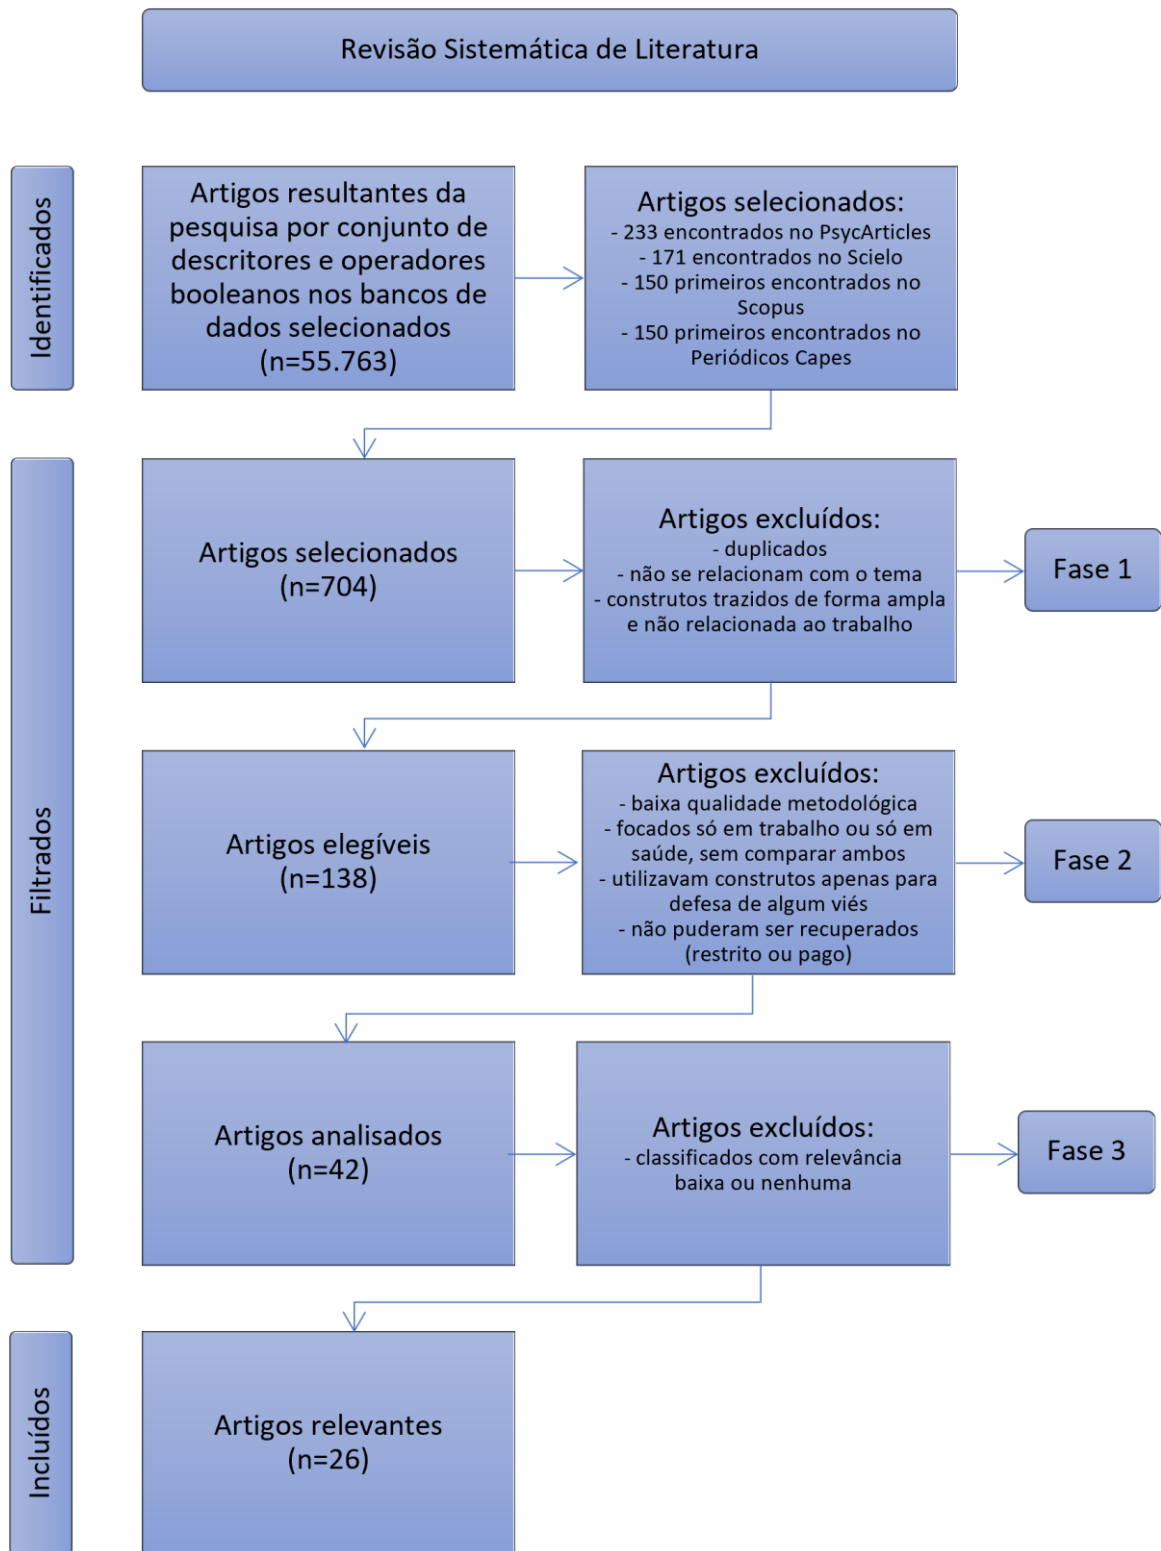 Revisão Sistemática de Literatura
Identificados
Artigos resultantes da
pesquisa por conjunto de
descritores e operadores
booleanos nos bancos de
dados selecionados
(n=55.763)
Artigos selecionados:
- 233 encontrados no PsycArticles
- 171 encontrados no Scielo
- 150 primeiros encontrados no
Scopus
- 150 primeiros encontrados no
Periódicos Capes
Filtrados
Artigos selecionados
(n=704)
Artigos excluídos:
- duplicados
- não se relacionam com o tema
- construtos trazidos de forma ampla
e não relacionada ao trabalho
Fase 1
Artigos elegíveis
(n=138)
Artigos excluídos:
- baixa qualidade metodológica
- focados só em trabalho ou só em
saúde, sem comparar ambos
- utilizavam construtos apenas para
defesa de algum viés
- não puderam ser recuperados
(restrito ou pago)
Fase 2
Artigos analisados
(n=42)
Artigos excluídos:
- classificados com relevância
baixa ou nenhuma
Fase 3
Incluídos
Artigos relevantes
(n=26)